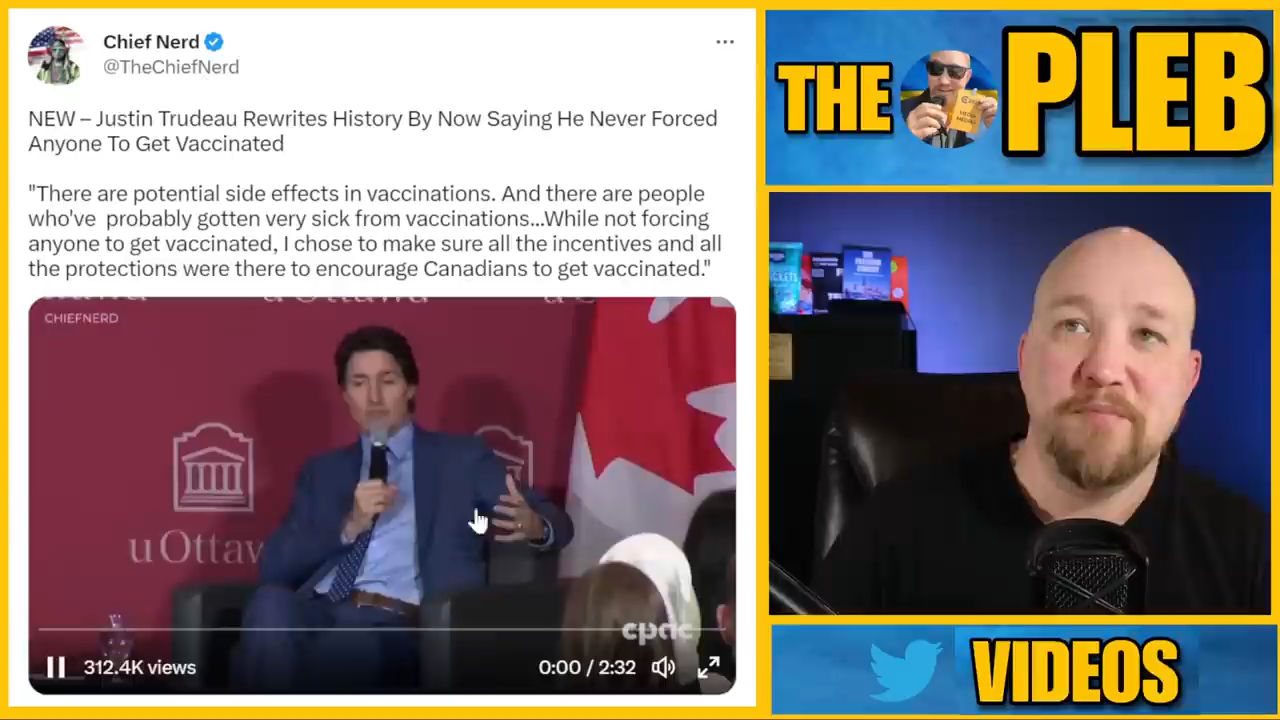 Chief Nerd
@TheChiefNerd
NEW – Justin Trudeau Rewrites History By Now Saying He Never Forced
Anyone To Get Vaccinated
"There are potential side effects in vaccinations. And there are people
who've probably gotten very sick from vaccinations...While not forcing
anyone to get vaccinated, I chose to make sure all the incentives and all
the protections were there to encourage Canadians to get vaccinated."
CHIEFNERD
uOttaw
cpac
312.4K views
0:00 / 2:32
THE PLEB
VIDEOS